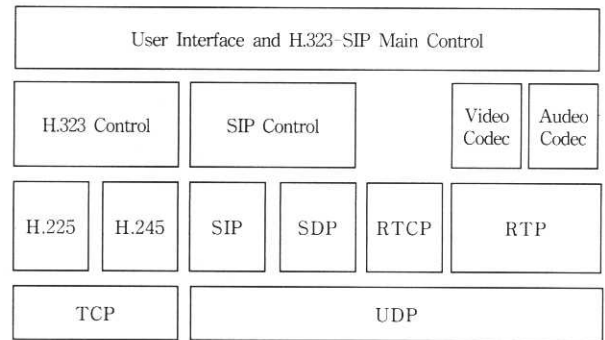 User Interface and H.323-SIP Main Control
H.323 Control
SIP Control
Video
Codec
Audeo
Codec
H.225
H.245
SIP
SDP
RTCP
RTP
TCP
UDP